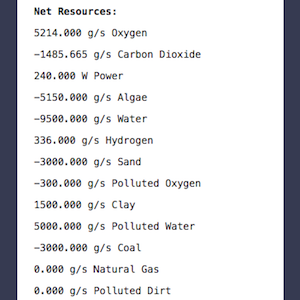 Net Resources:
5214.000 g/s Oxygen
-1485.665 g/s Carbon Dioxide
240.000 W Power
-5150.000 g/s Algae
-9500.000 g/s Water
336.000 g/s Hydrogen
-3000.000 g/s Sand
-300.000 g/s Polluted Oxygen
1500.000 g/s Clay
5000.000 g/s Polluted Water
-3000.000 g/s Coal
0.000 g/s Natural Gas
0.000 g/s Polluted Dirt